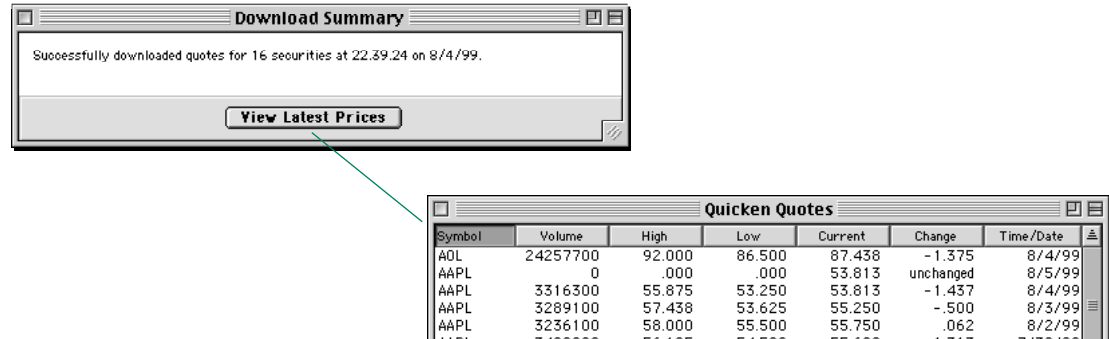 Download Summary
Successfully downloaded quotes for 16 securities at 22.39.24 on 8/4/99.
View Latest Prices
Quicken Quotes
Symbol Volume High Low Current Change Time/Date
AOL 24257700 92.000 86.500 87.438 -1.375 8/4/99
AAPL 0 .000 .000 53.813 unchanged 8/5/99
AAPL 3316300 55.875 53.250 53.813 -1.437 8/4/99
AAPL 3289100 57.438 53.625 55.250 -.500 8/3/99
AAPL 3236100 58.000 55.500 55.750 .062 8/2/99